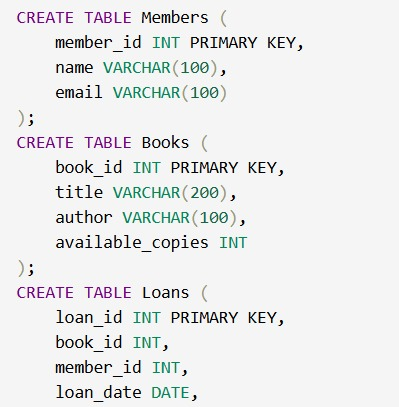 CREATE TABLE Members (
    member_id INT PRIMARY KEY,
    name VARCHAR(100),
    email VARCHAR(100)
);
CREATE TABLE Books (
    book_id INT PRIMARY KEY,
    title VARCHAR(200),
    author VARCHAR(100),
    available_copies INT
);
CREATE TABLE Loans (
    loan_id INT PRIMARY KEY,
    book_id INT,
    member_id INT,
    loan_date DATE,